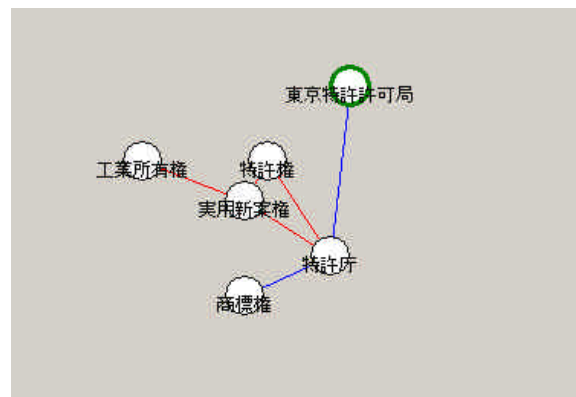 東京特許許可局
工業所有権
特許権
実用新案権
特許庁
商標権